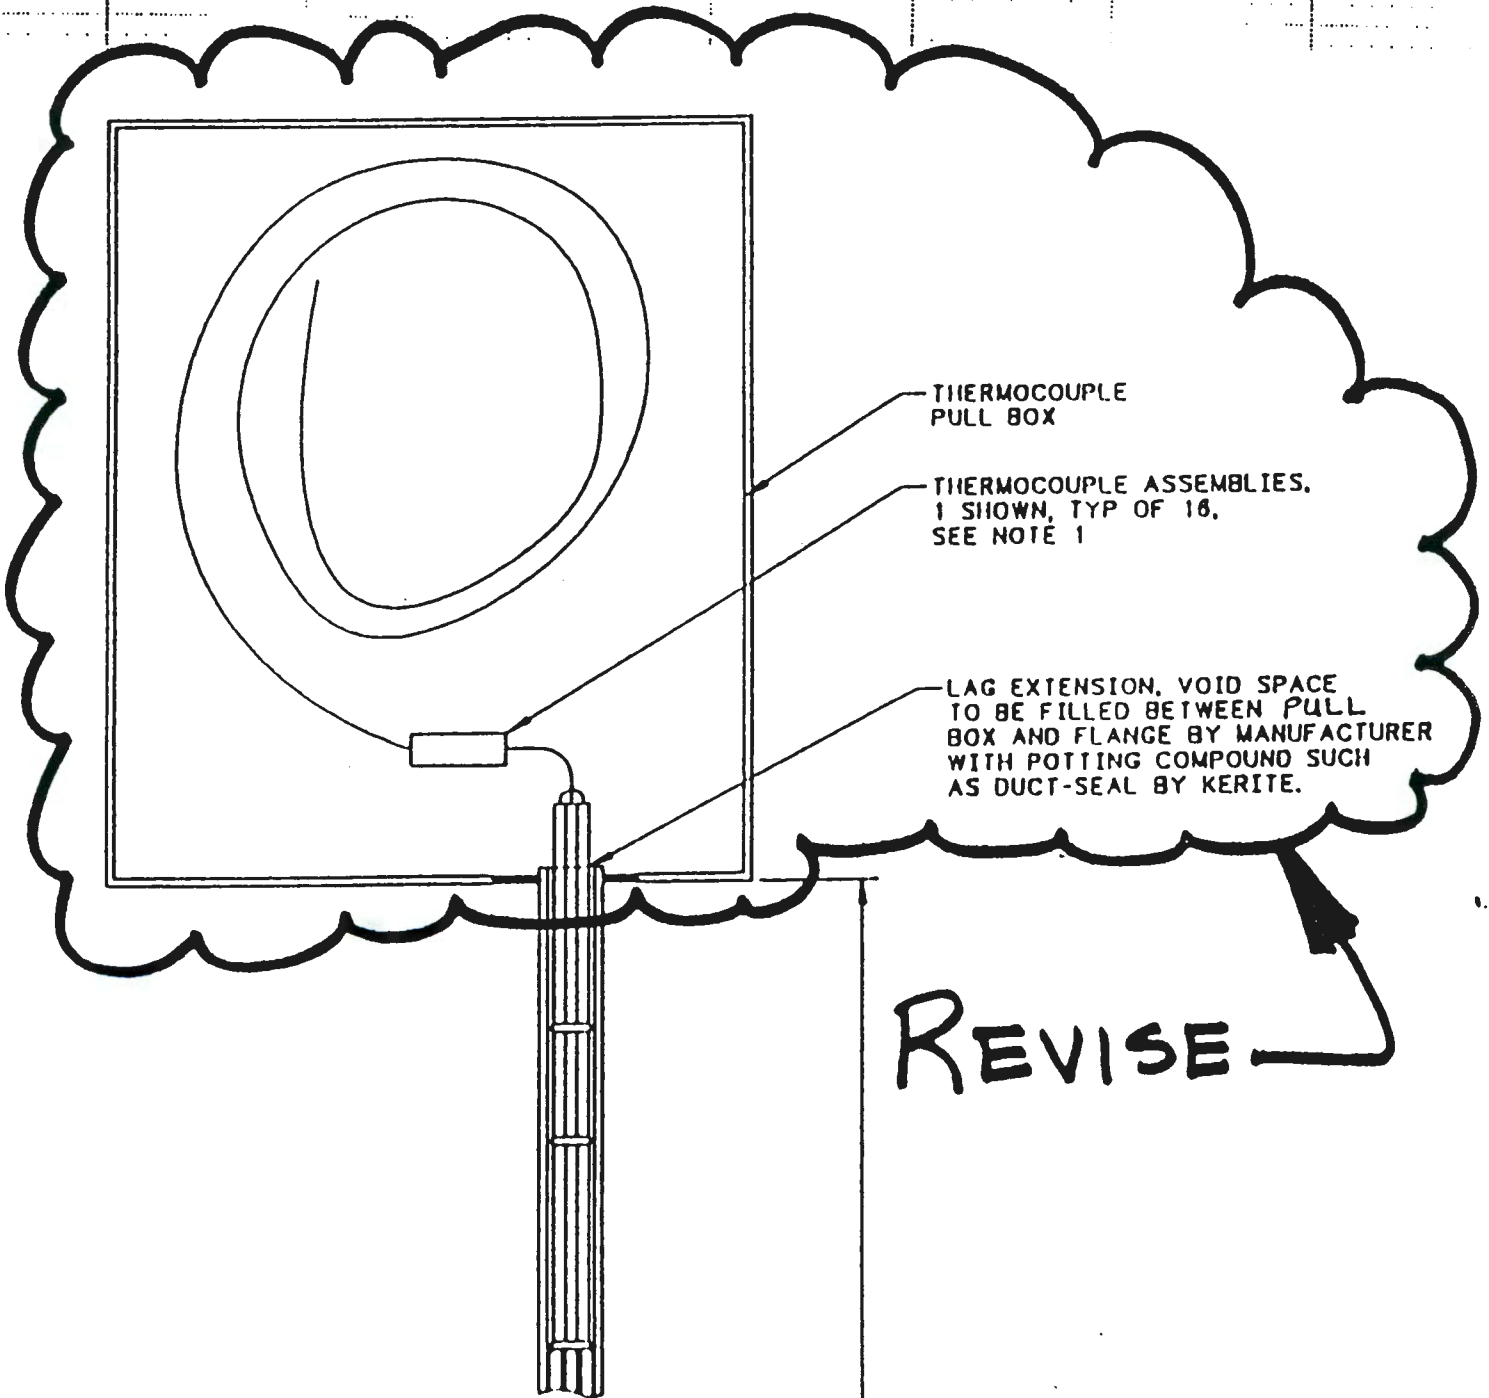 THERMOCOUPLE
PULL BOX
THERMOCOUPLE ASSEMBLIES,
1 SHOWN, TYP OF 16,
SEE NOTE 1
LAG EXTENSION, VOID SPACE
TO BE FILLED BETWEEN PULL
BOX AND FLANGE BY MANUFACTURER
WITH POTTING COMPOUND SUCH
AS DUCT-SEAL BY KERITE.
REVISE